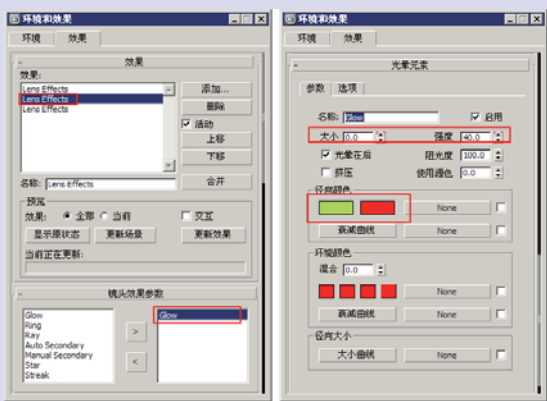 环境和效果
环境 效果
效果
效果:
Lens Effects
Lens Effects
Lens Effects
添加...
删除
活动
上移
下移
名称: Lens Effects
合并
预览
效果: 全部 当前 交互
显示原状态 更新场景 更新效果
当前正在更新:
镜头效果参数
Glow
Ring
Ray
Auto Secondary
Manual Secondary
Star
Streak
>
<
Glow
环境和效果
环境 效果
光晕元素
参数 选项
名称: Glow 启用
大小 0.0 强度 40.0
光晕在后 阻光度 100.0
挤压 使用源色 0.0
径向颜色
None
衰减曲线 None
环绕颜色
混合 0.0
None
衰减曲线 None
径向大小
大小曲线 None